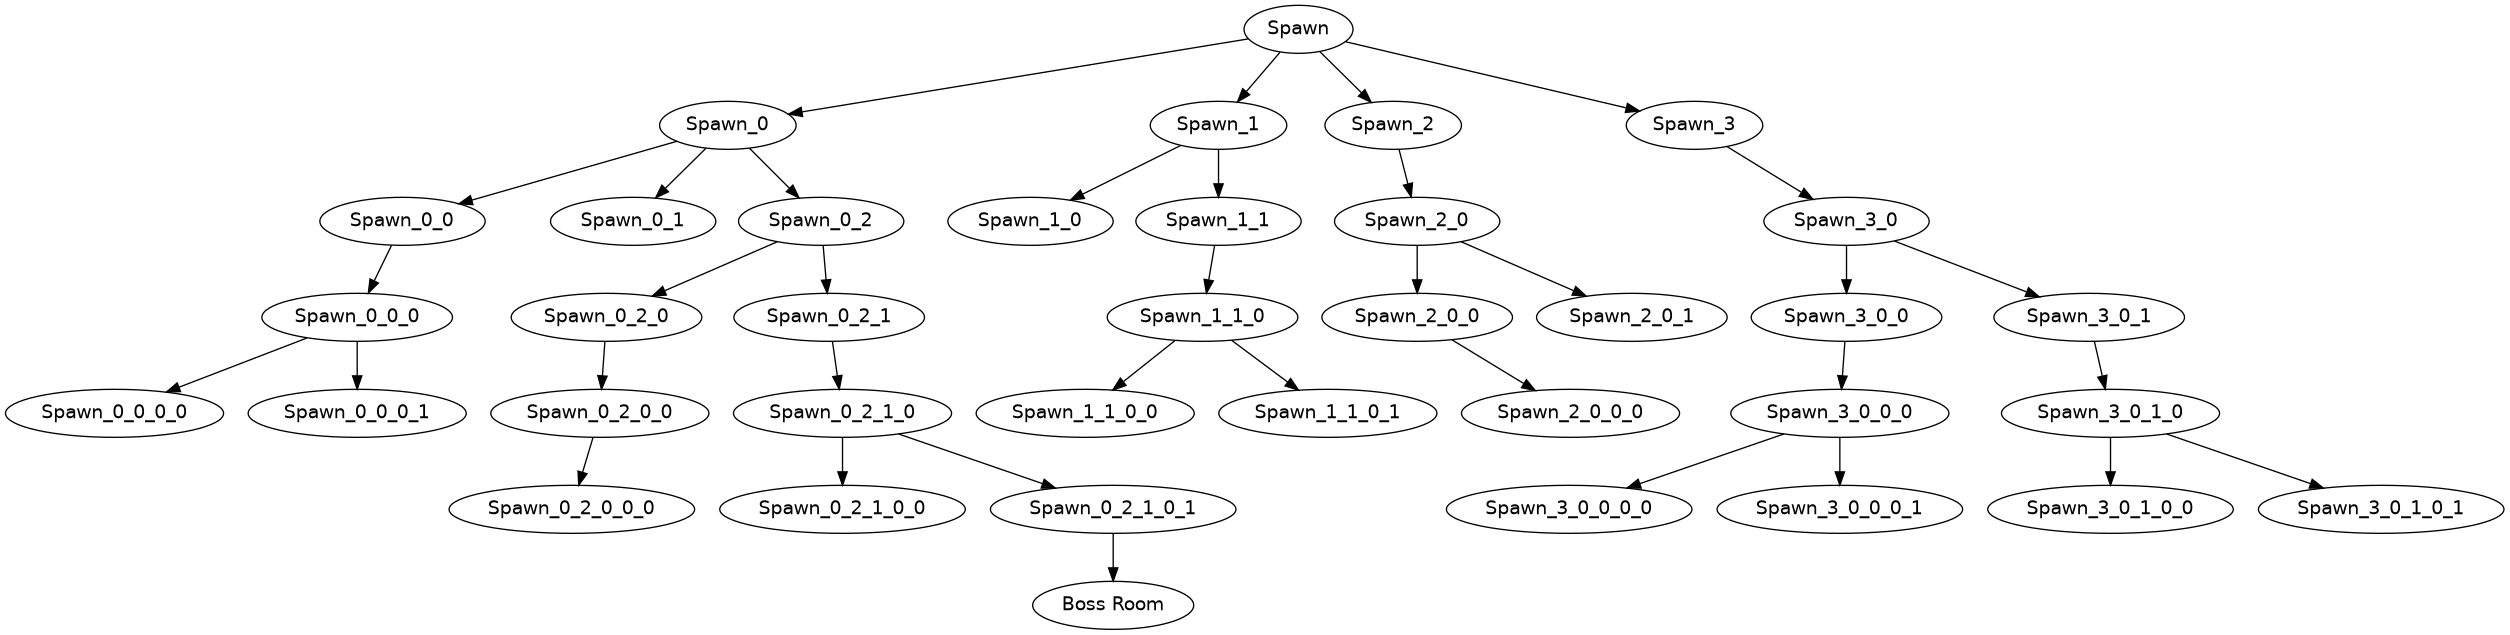 Spawn
Spawn_0
Spawn_1
Spawn_2
Spawn_3
Spawn_0_0
Spawn_0_1
Spawn_0_2
Spawn_1_0
Spawn_1_1
Spawn_2_0
Spawn_3_0
Spawn_0_0_0
Spawn_0_2_0
Spawn_0_2_1
Spawn_1_1_0
Spawn_2_0_0
Spawn_2_0_1
Spawn_3_0_0
Spawn_3_0_1
Spawn_0_0_0_0
Spawn_0_0_0_1
Spawn_0_2_0_0
Spawn_0_2_1_0
Spawn_1_1_0_0
Spawn_1_1_0_1
Spawn_2_0_0_0
Spawn_3_0_0_0
Spawn_3_0_1_0
Spawn_0_2_0_0_0
Spawn_0_2_1_0_0
Spawn_0_2_1_0_1
Spawn_3_0_0_0_0
Spawn_3_0_0_0_1
Spawn_3_0_1_0_0
Spawn_3_0_1_0_1
Boss Room